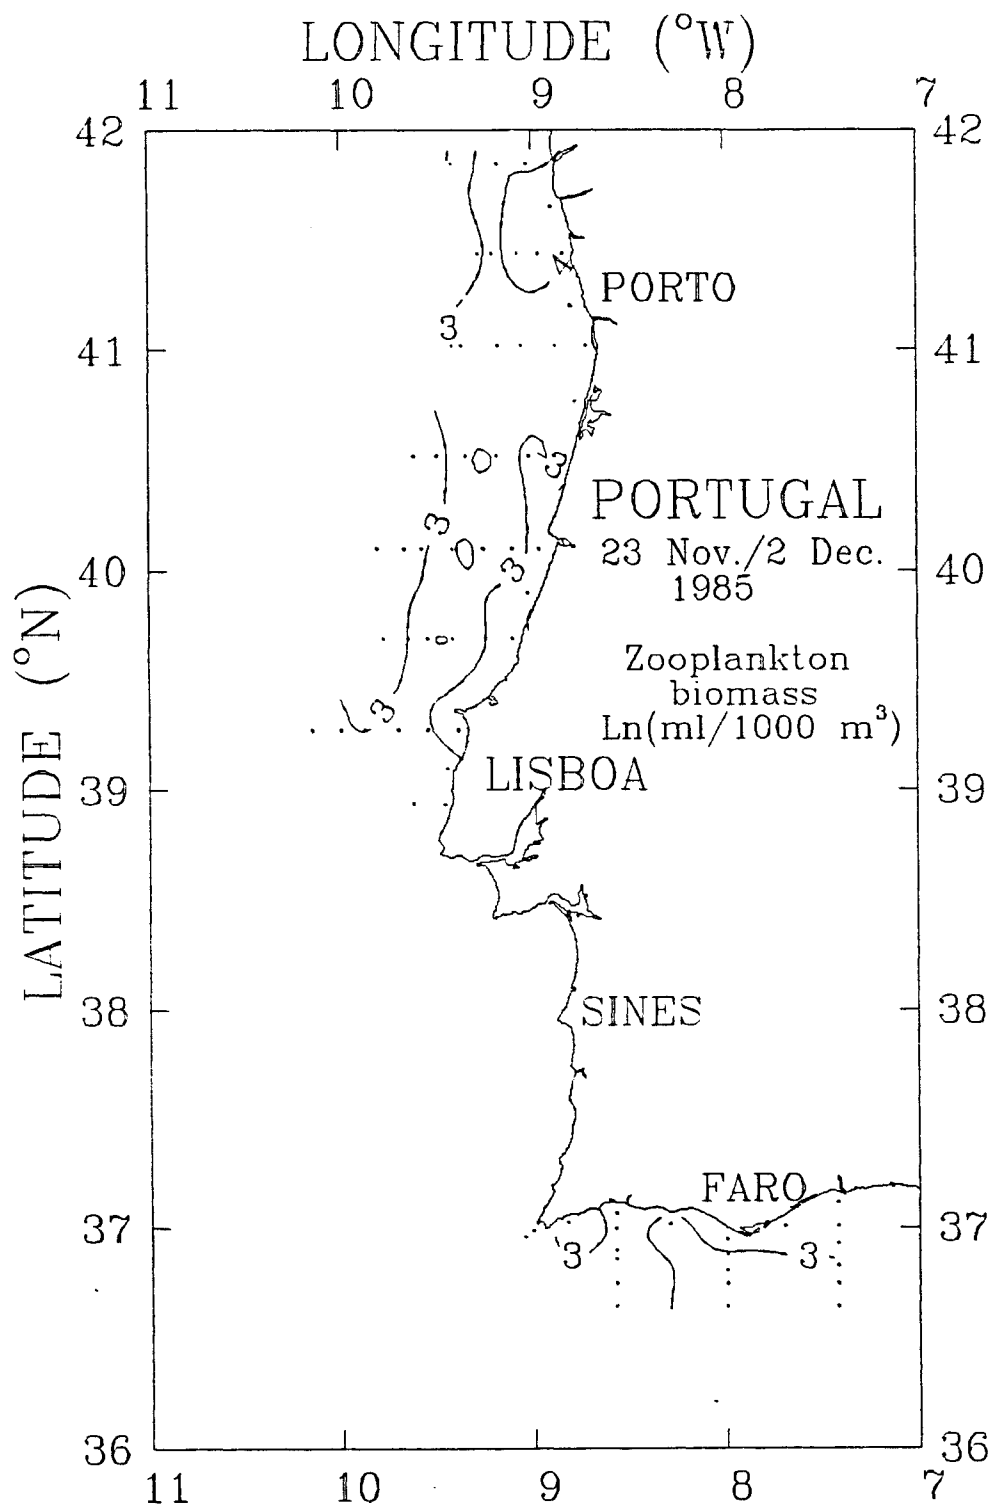 LONGITUDE (°W)
11 10 9 8 7
42 42
4
PORTO
3
41 41
3
PORTUGAL
3
23 Nov./2 Dec.
3
40 40
1985
Zooplankton
biomass
3
Ln(ml/1000 m³)
LISBOA
39 39
LATITUDE (°N)
38 38
SINES
FARO
37 37
3 3
36 36
11 10 9 8 7